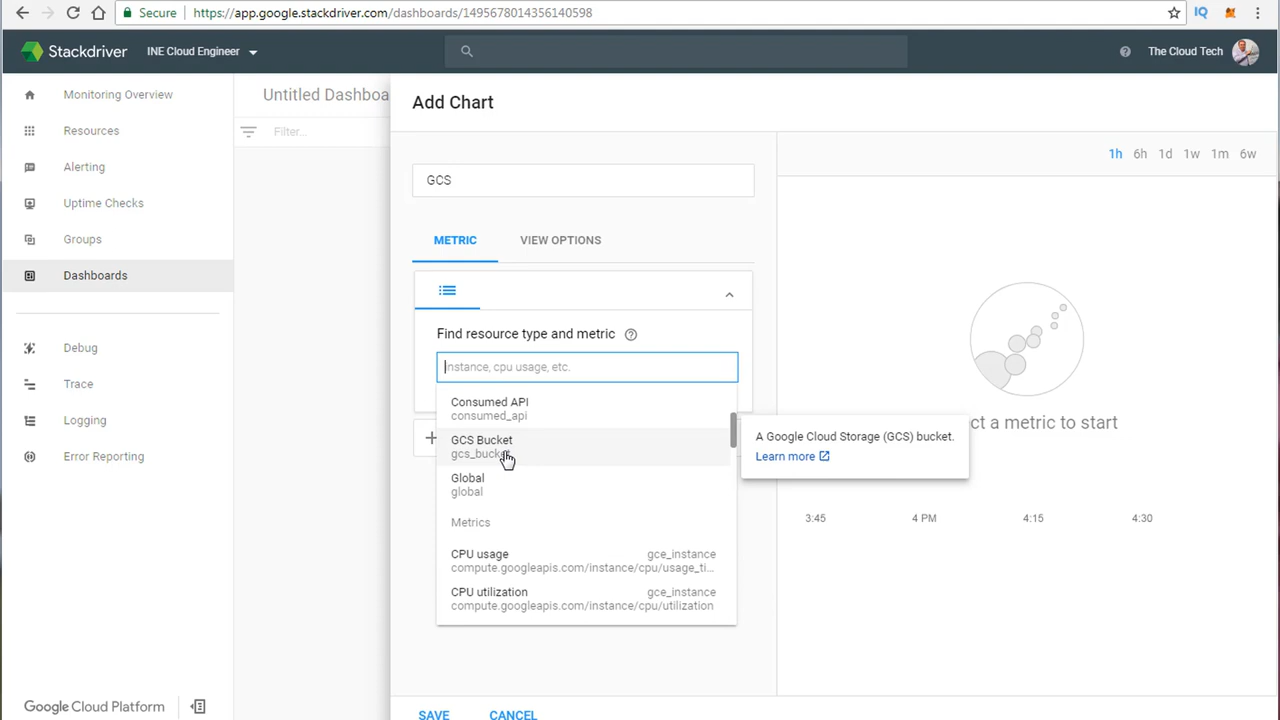 Secure https://app.google.stackdriver.com/dashboards/1495678014356140598
IQ
Stackdriver INE Cloud Engineer The Cloud Tech
Monitoring Overview
Resources
Alerting
Uptime Checks
Groups
Dashboards
Debug
Trace
Logging
Error Reporting
Google Cloud Platform
Untitled Dashboa
Filter...
Add Chart
GCS
METRIC VIEW OPTIONS
Find resource type and metric
instance, cpu usage, etc.
Consumed API
consumed_api
GCS Bucket
gcs_bucket
Global
global
Metrics
CPU usage gce_instance
compute.googleapis.com/instance/cpu/usage_ti...
CPU utilization gce_instance
compute.googleapis.com/instance/cpu/utilization
SAVE CANCEL
1h 6h 1d 1w 1m 6w
A Google Cloud Storage (GCS) bucket.
Learn more
ct a metric to start
3:45 4 PM 4:15 4:30